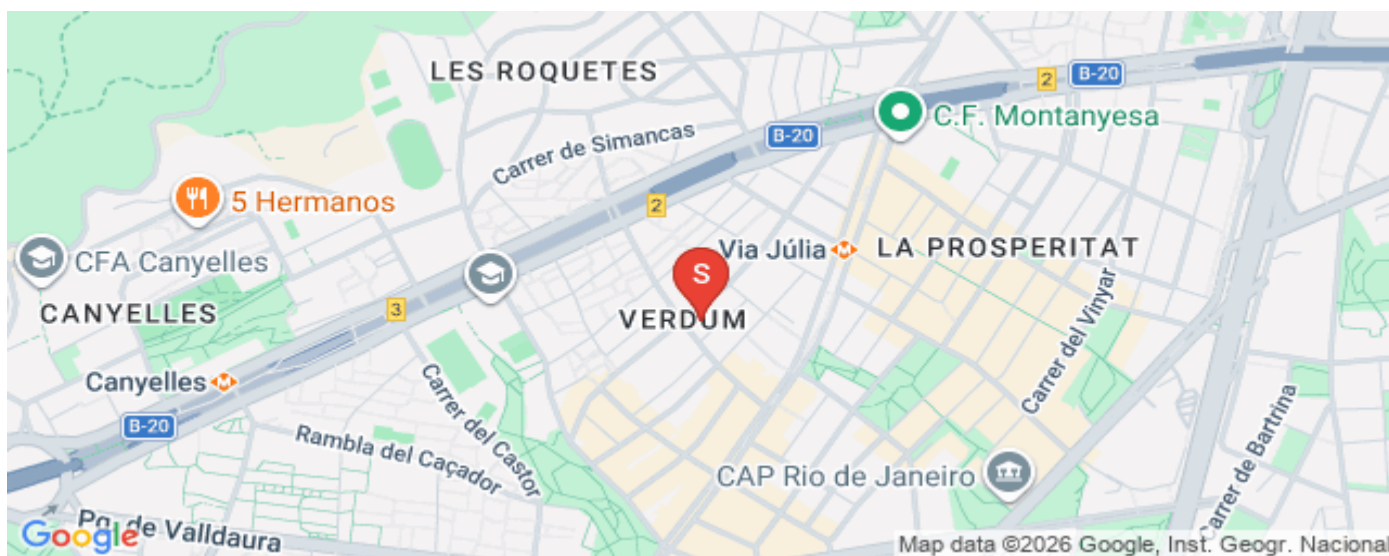 LES ROQUETES
2
B-20
C.F. Montanyesa
B-20
Carrer de Simancas
5 Hermanos
2
Via Júlia
LA PROSPERITAT
CFA Canyelles
S
CANYELLES
3
VERDUM
Carrer del Vinyar
Canyelles
B-20
Carrer del Castor
Rambla del Caçador
Carrer de Bartrina
CAP Rio de Janeiro
Pg. de Valldaura
Google
Map data ©2026 Google, Inst. Geogr. Nacional